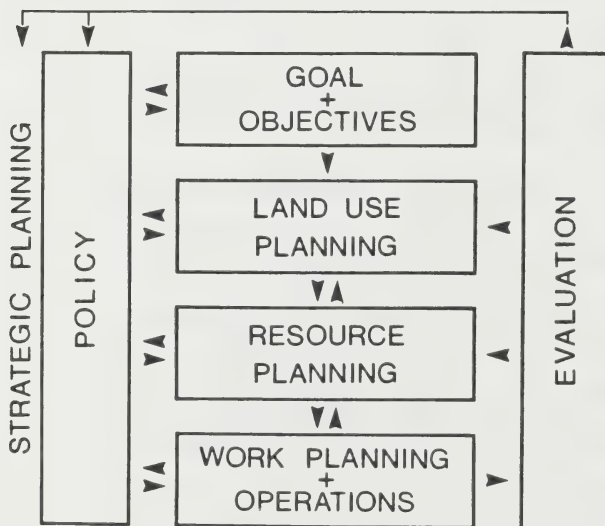 STRATEGIC PLANNING
POLICY
GOAL
+
OBJECTIVES
LAND USE
PLANNING
RESOURCE
PLANNING
WORK PLANNING
+
OPERATIONS
EVALUATION